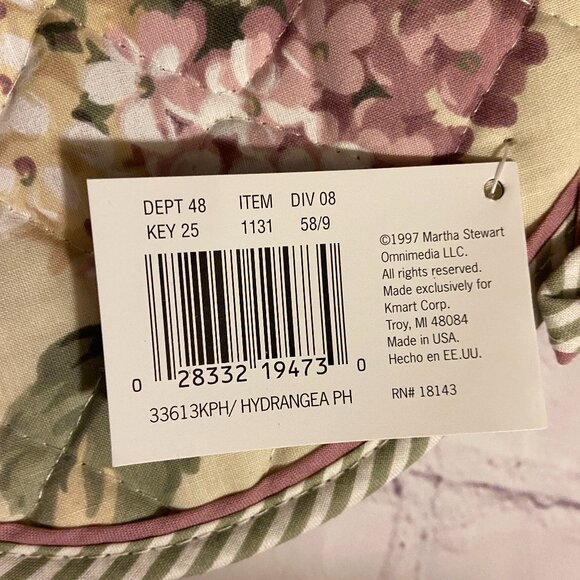 DEPT 48 ITEM DIV 08
KEY 25 1131 58/9
0 28332 19473 0
33613KPH/ HYDRANGEA PH
©1997 Martha Stewart
Omnimedia LLC.
All rights reserved.
Made exclusively for
Kmart Corp.
Troy, MI 48084
Made in USA.
Hecho en EE.UU.
RN# 18143